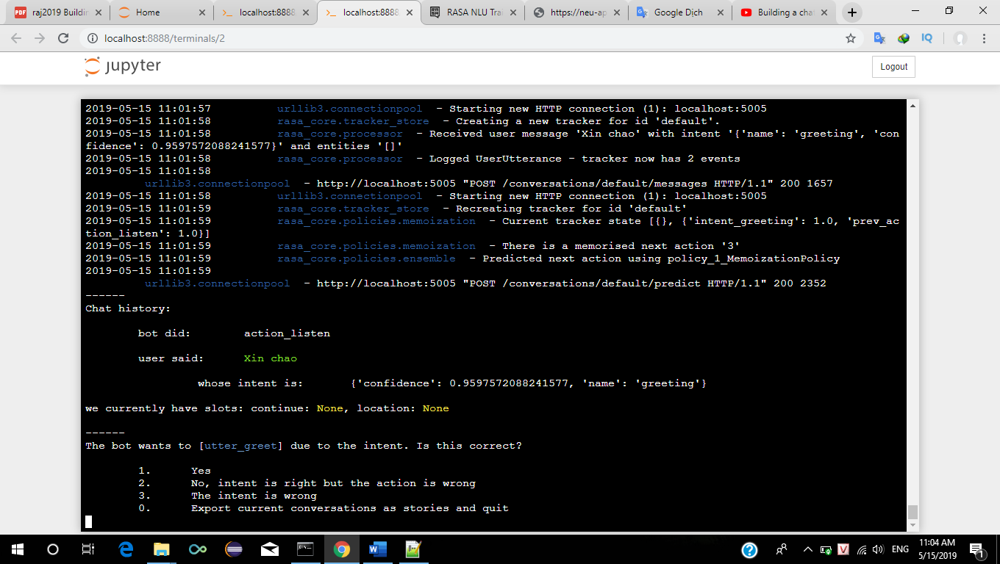 raj2019 Buildin
Home
localhost:8888
localhost:8888
RASA NLU Trai
https://neu-ap
Google Dịch
Building a cha
localhost:8888/terminals/2
jupyter
Logout
2019-05-15 11:01:57 urllib3.connectionpool - Starting new HTTP connection (1): localhost:5005
2019-05-15 11:01:58 rasa_core.tracker_store - Creating a new tracker for id 'default'.
2019-05-15 11:01:58 rasa_core.processor - Received user message 'Xin chao' with intent '{'name': 'greeting', 'con
fidence': 0.9597572088241577}' and entities '[]'
2019-05-15 11:01:58 rasa_core.processor - Logged UserUtterance - tracker now has 2 events
2019-05-15 11:01:58
urllib3.connectionpool - http://localhost:5005 "POST /conversations/default/messages HTTP/1.1" 200 1657
2019-05-15 11:01:58 urllib3.connectionpool - Starting new HTTP connection (1): localhost:5005
2019-05-15 11:01:59 rasa_core.tracker_store - Recreating tracker for id 'default'
2019-05-15 11:01:59 rasa_core.policies.memoization - Current tracker state [{}, {'intent_greeting': 1.0, 'prev_ac
tion_listen': 1.0}]
2019-05-15 11:01:59 rasa_core.policies.memoization - There is a memorised next action '3'
2019-05-15 11:01:59 rasa_core.policies.ensemble - Predicted next action using policy_1_MemoizationPolicy
2019-05-15 11:01:59
urllib3.connectionpool - http://localhost:5005 "POST /conversations/default/predict HTTP/1.1" 200 2352
------
Chat history:
bot did: action_listen
user said: Xin chao
whose intent is: {'confidence': 0.9597572088241577, 'name': 'greeting'}
we currently have slots: continue: None, location: None
------
The bot wants to [utter_greet] due to the intent. Is this correct?
1. Yes
2. No, intent is right but the action is wrong
3. The intent is wrong
0. Export current conversations as stories and quit
ENG
11:04 AM
5/15/2019
1